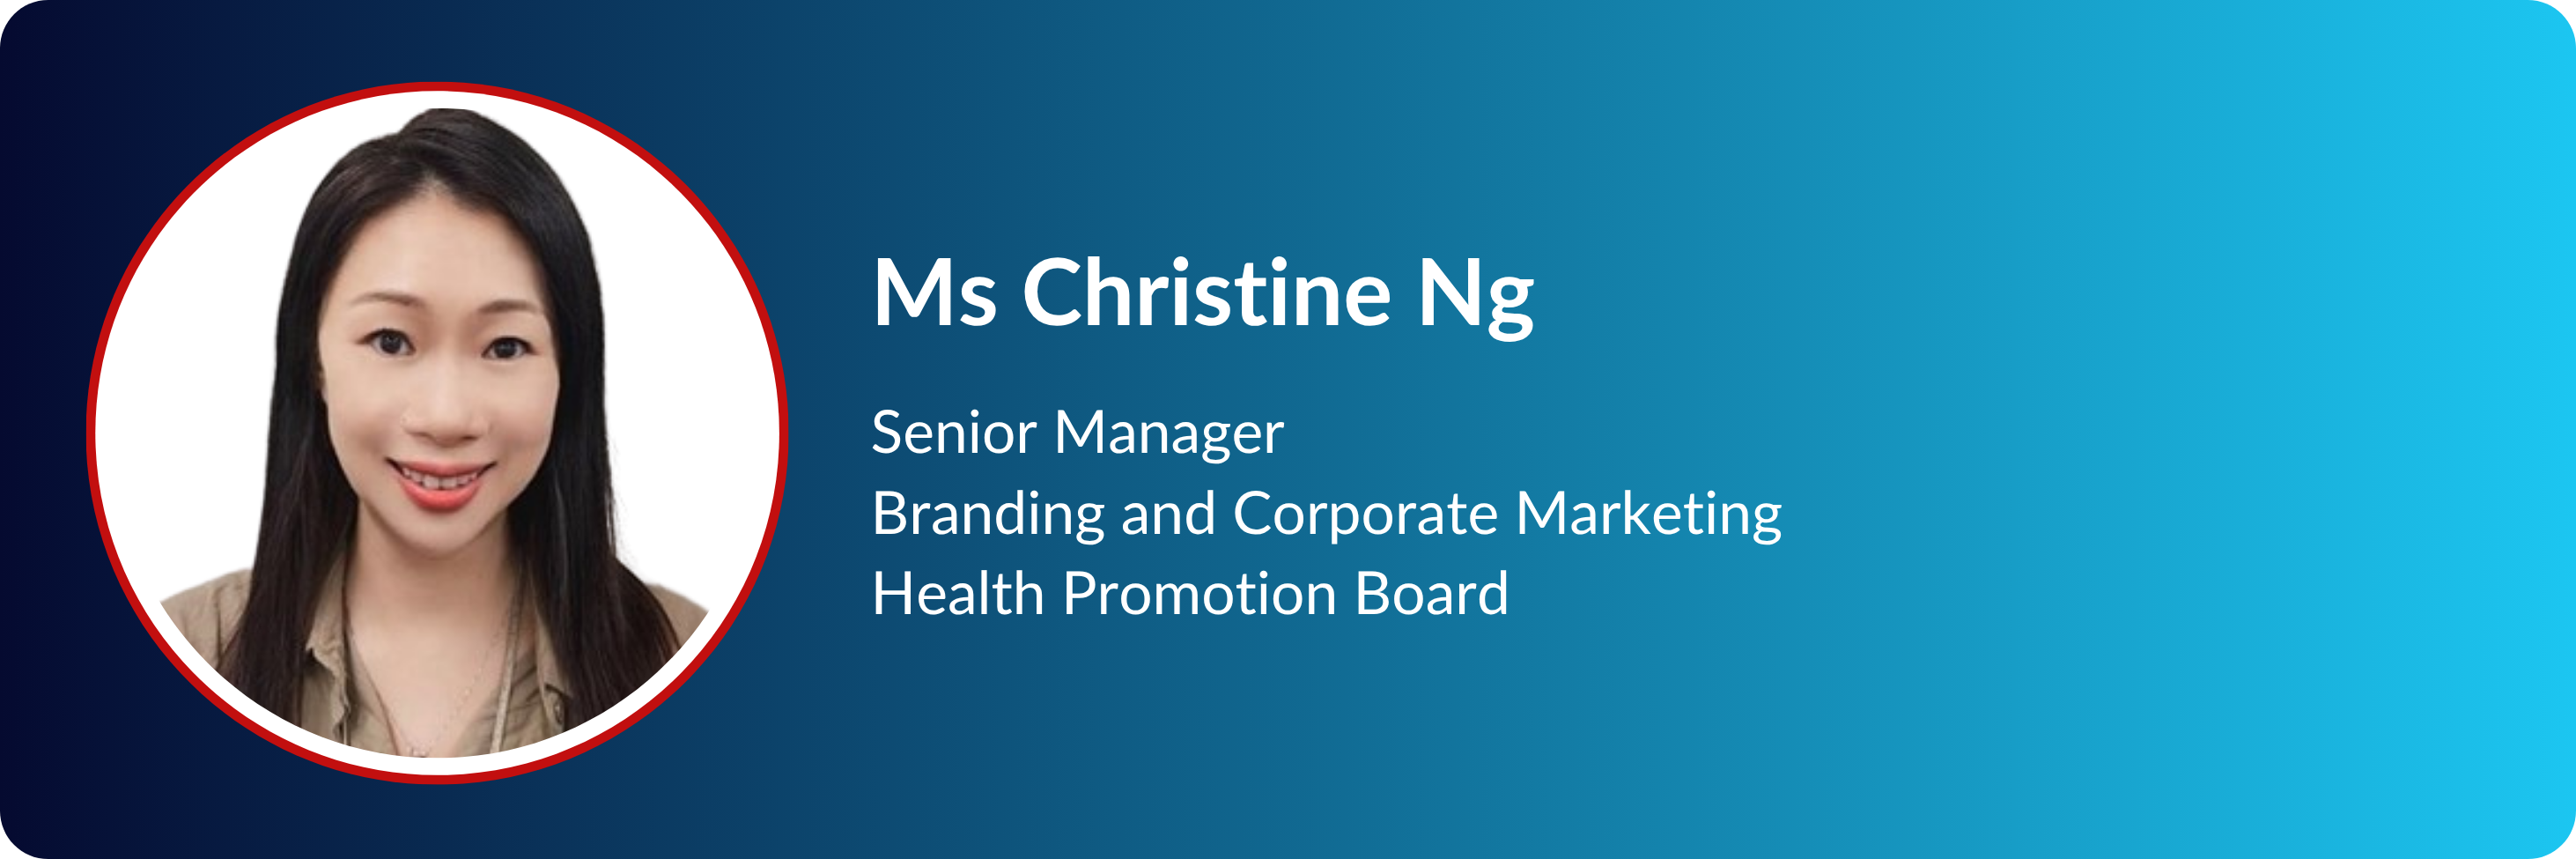 Ms Christine Ng
Senior Manager
Branding and Corporate Marketing
Health Promotion Board